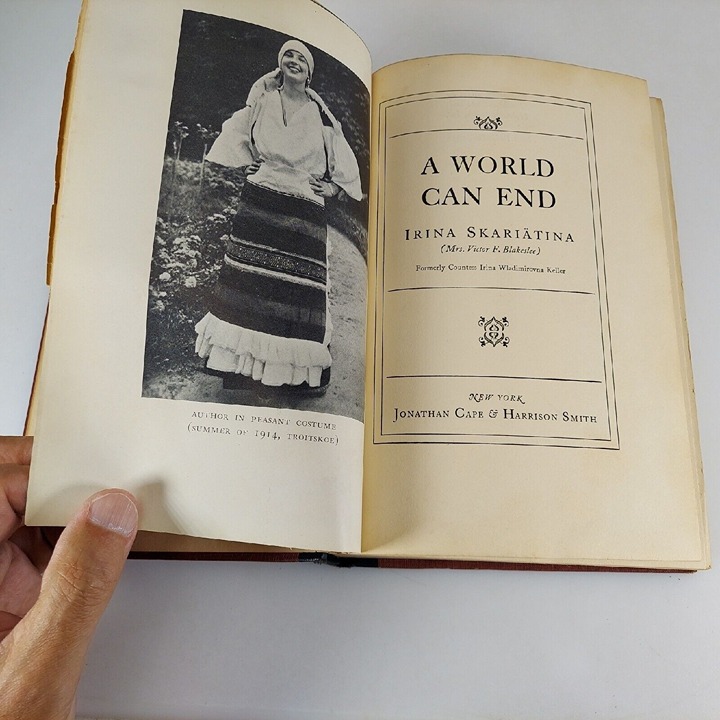 AUTHOR IN PEASANT COSTUME
(SUMMER OF 1914, TROITSKOE)
A WORLD
CAN END
IRINA SKARIÄTINA
(Mrs. Victor F. Blakeslee)
Formerly Countess Irina Wladimirovna Keller
NEW YORK
JONATHAN CAPE & HARRISON SMITH